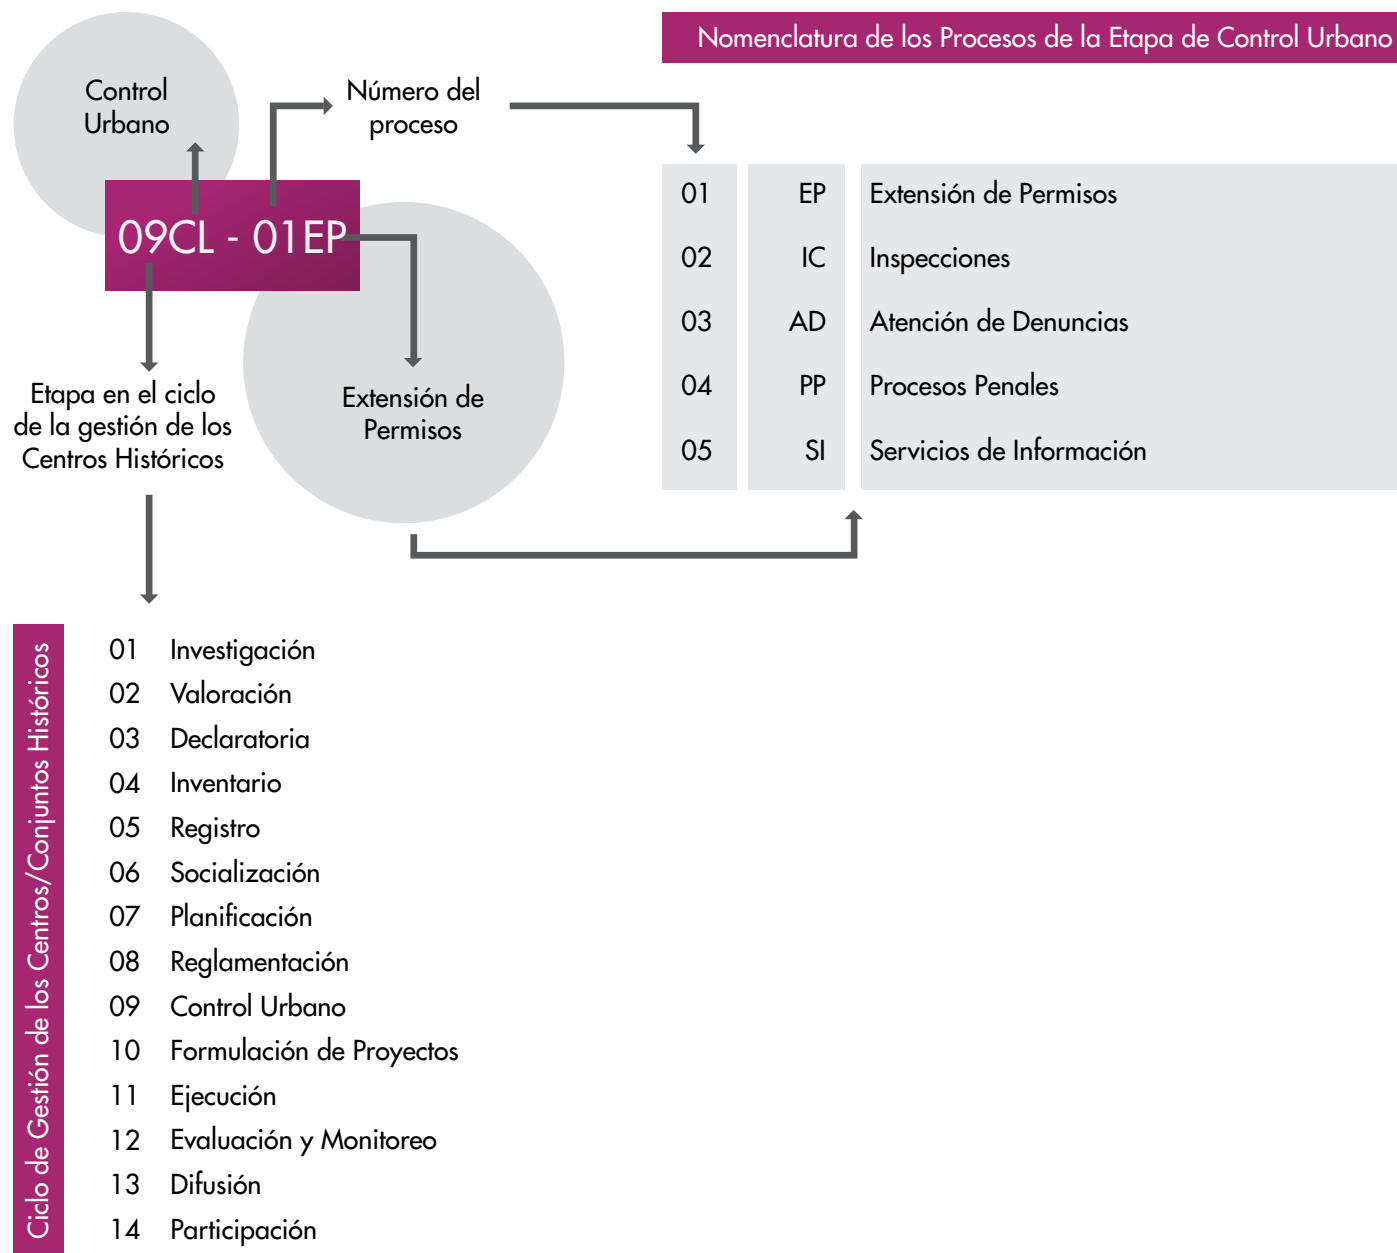 Nomenclatura de los Procesos de la Etapa de Control Urbano
Control
Urbano
Número del
proceso
09CL - 01EP
Extensión de
Permisos
Etapa en el ciclo
de la gestión de los
Centros Históricos
01 EP Extensión de Permisos
02 IC Inspecciones
03 AD Atención de Denuncias
04 PP Procesos Penales
05 SI Servicios de Información
Ciclo de Gestión de los Centros/Conjuntos Históricos
01 Investigación
02 Valoración
03 Declaratoria
04 Inventario
05 Registro
06 Socialización
07 Planificación
08 Reglamentación
09 Control Urbano
10 Formulación de Proyectos
11 Ejecución
12 Evaluación y Monitoreo
13 Difusión
14 Participación